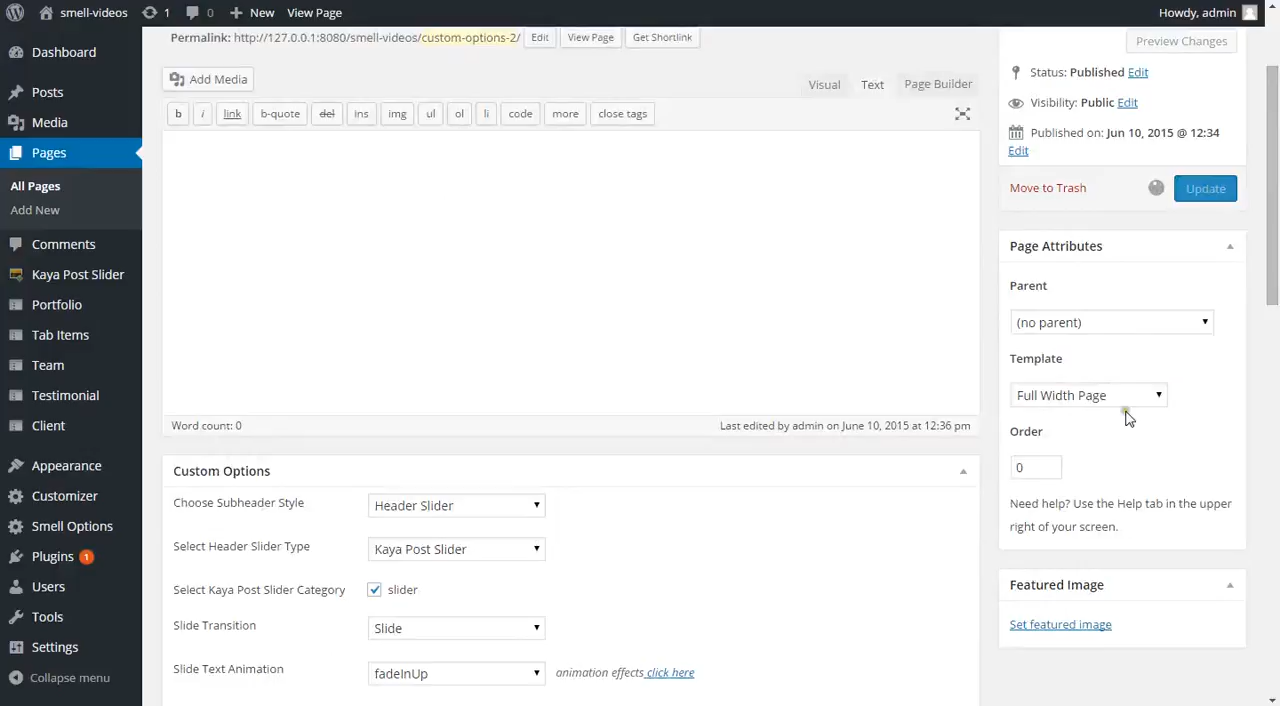 smell-videos 1 0 New View Page Howdy, admin
Dashboard
Posts
Media
Pages
All Pages
Add New
Comments
Kaya Post Slider
Portfolio
Tab Items
Team
Testimonial
Client
Appearance
Customizer
Smell Options
Plugins 1
Users
Tools
Settings
Collapse menu
Permalink: http://127.0.0.1:8080/smell-videos/custom-options-2/ Edit View Page Get Shortlink
Add Media Visual Text Page Builder
b i link b-quote del ins img ul ol li code more close tags
Word count: 0 Last edited by admin on June 10, 2015 at 12:36 pm
Custom Options
Choose Subheader Style Header Slider
Select Header Slider Type Kaya Post Slider
Select Kaya Post Slider Category slider
Slide Transition Slide
Slide Text Animation fadeInUp animation effects click here
Preview Changes
Status: Published Edit
Visibility: Public Edit
Published on: Jun 10, 2015 @ 12:34
Edit
Move to Trash Update
Page Attributes
Parent
(no parent)
Template
Full Width Page
Order
0
Need help? Use the Help tab in the upper
right of your screen.
Featured Image
Set featured image